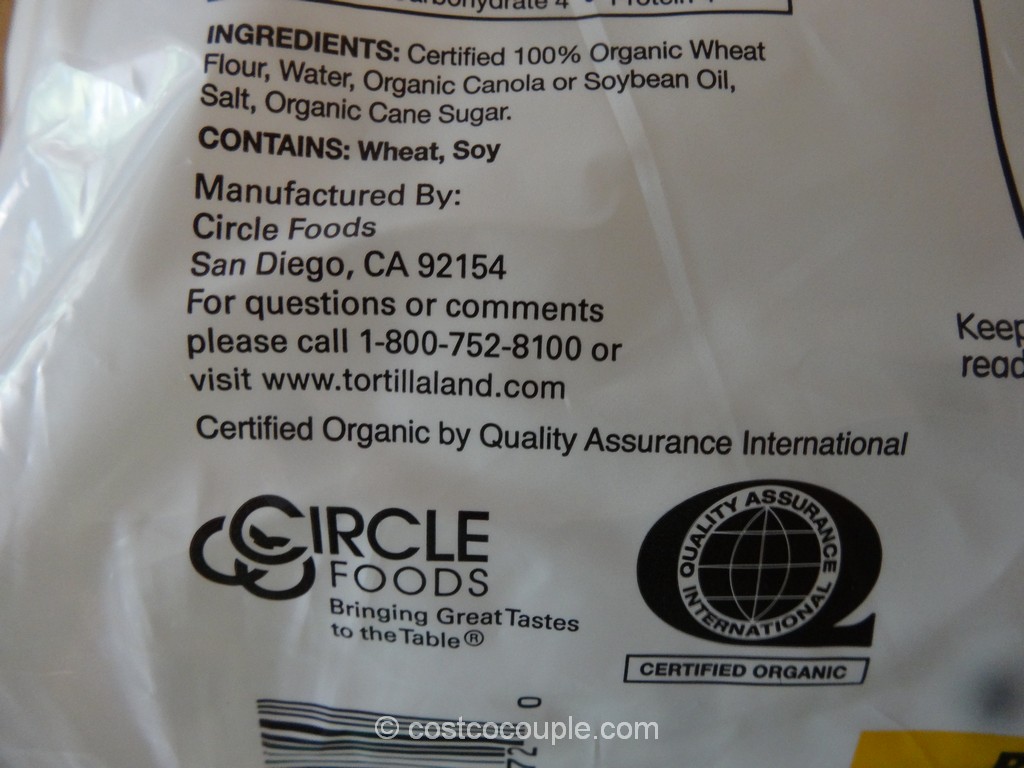 INGREDIENTS: Certified 100% Organic Wheat
Flour, Water, Organic Canola or Soybean Oil,
Salt, Organic Cane Sugar.
CONTAINS: Wheat, Soy
Manufactured By:
Circle Foods
San Diego, CA 92154
For questions or comments
please call 1-800-752-8100 or
visit www.tortillaland.com
Certified Organic by Quality Assurance International
Keep
CIRCLE
FOODS
Bringing Great Tastes
to the Table®
QUALITY ASSURANCE
INTERNATIONAL
CERTIFIED ORGANIC
0
© costcocouple.com